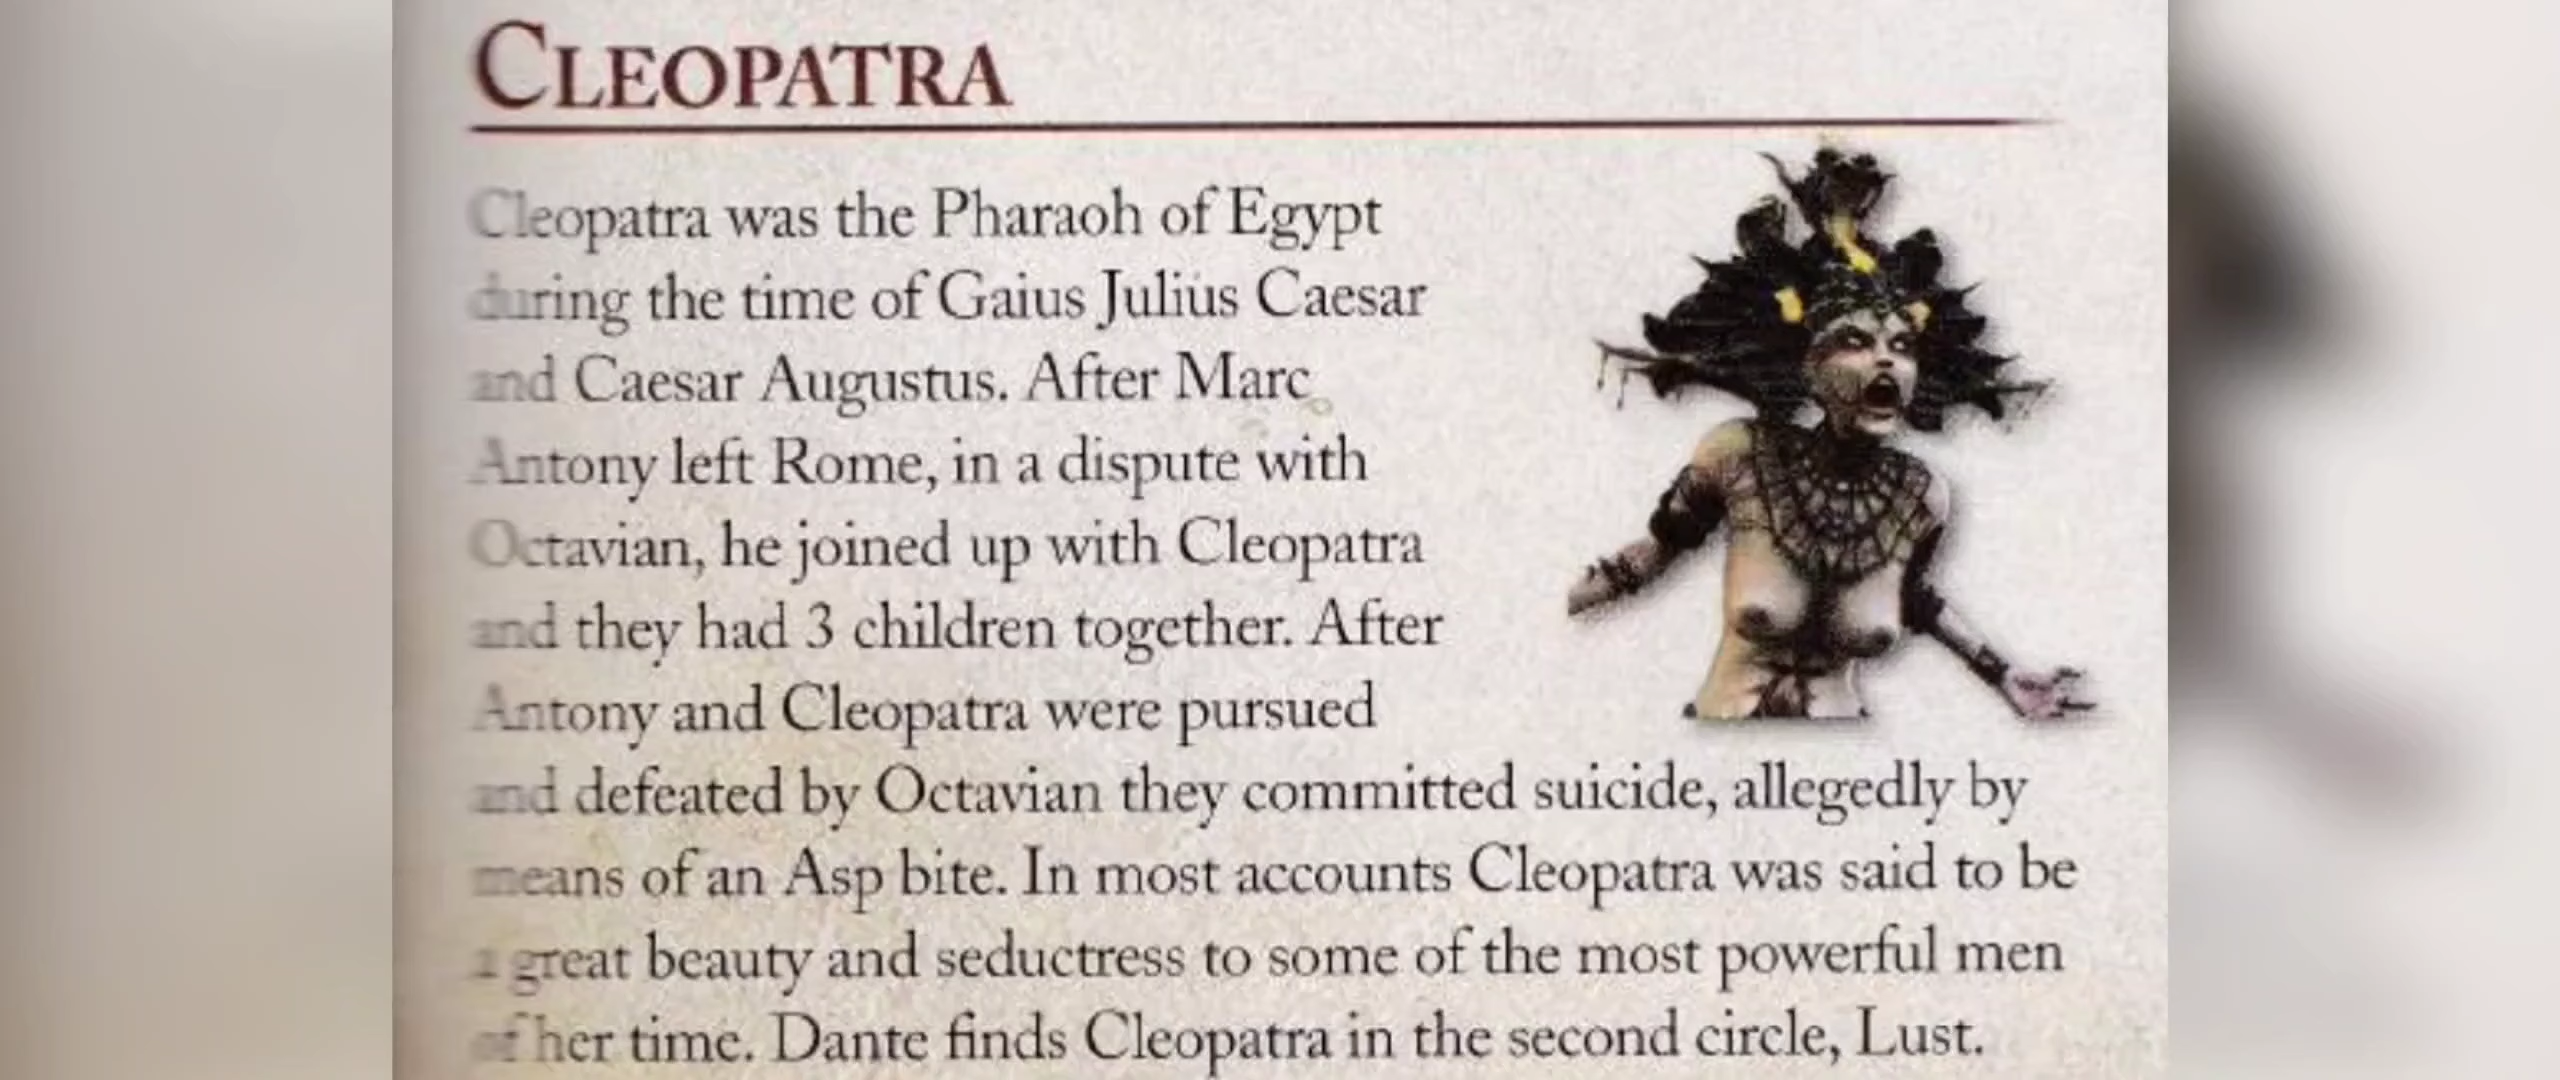 CLEOPATRA
Cleopatra was the Pharaoh of Egypt
during the time of Gaius Julius Caesar
and Caesar Augustus. After Marc
Antony left Rome, in a dispute with
Octavian, he joined up with Cleopatra
and they had 3 children together. After
Antony and Cleopatra were pursued
and defeated by Octavian they committed suicide, allegedly by
means of an Asp bite. In most accounts Cleopatra was said to be
a great beauty and seductress to some of the most powerful men
of her time. Dante finds Cleopatra in the second circle, Lust.